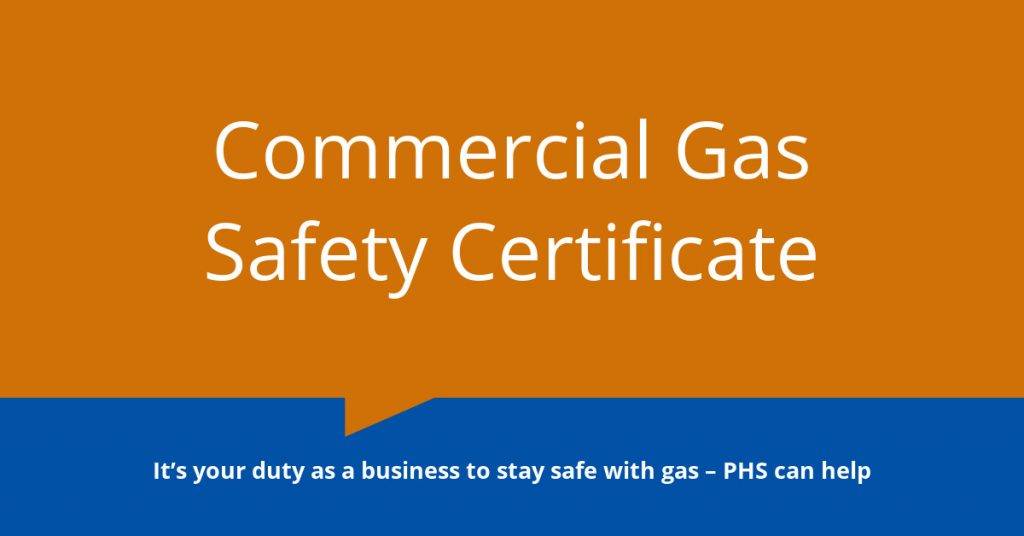 Commercial Gas
Safety Certificate
It’s your duty as a business to stay safe with gas – PHS can help